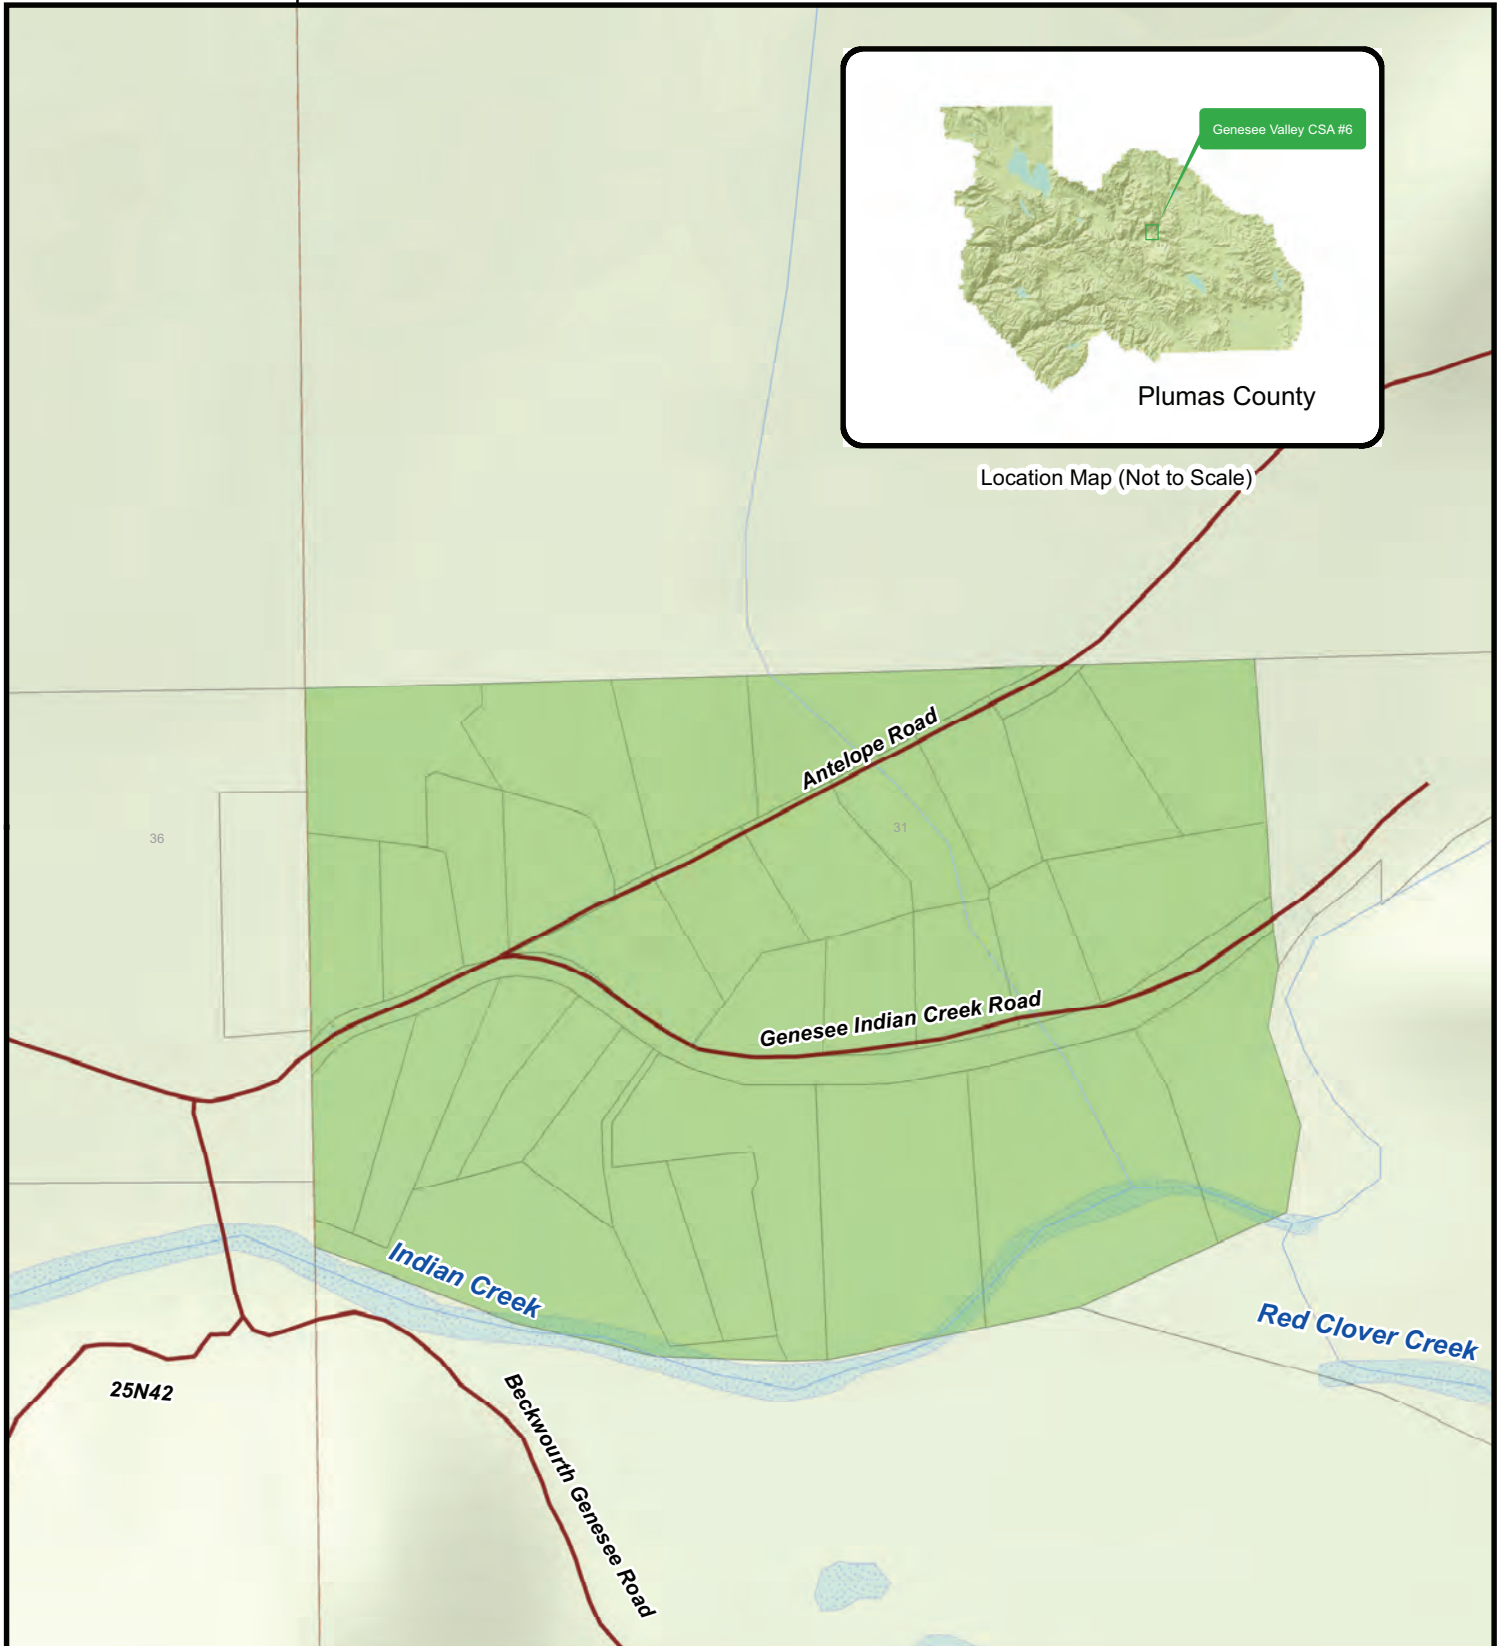 Genesee Valley CSA #6
Plumas County
Location Map (Not to Scale)
Antelope Road
31
36
Genesee Indian Creek Road
Indian Creek
Red Clover Creek
25N42
Beckwourth Genesee Road